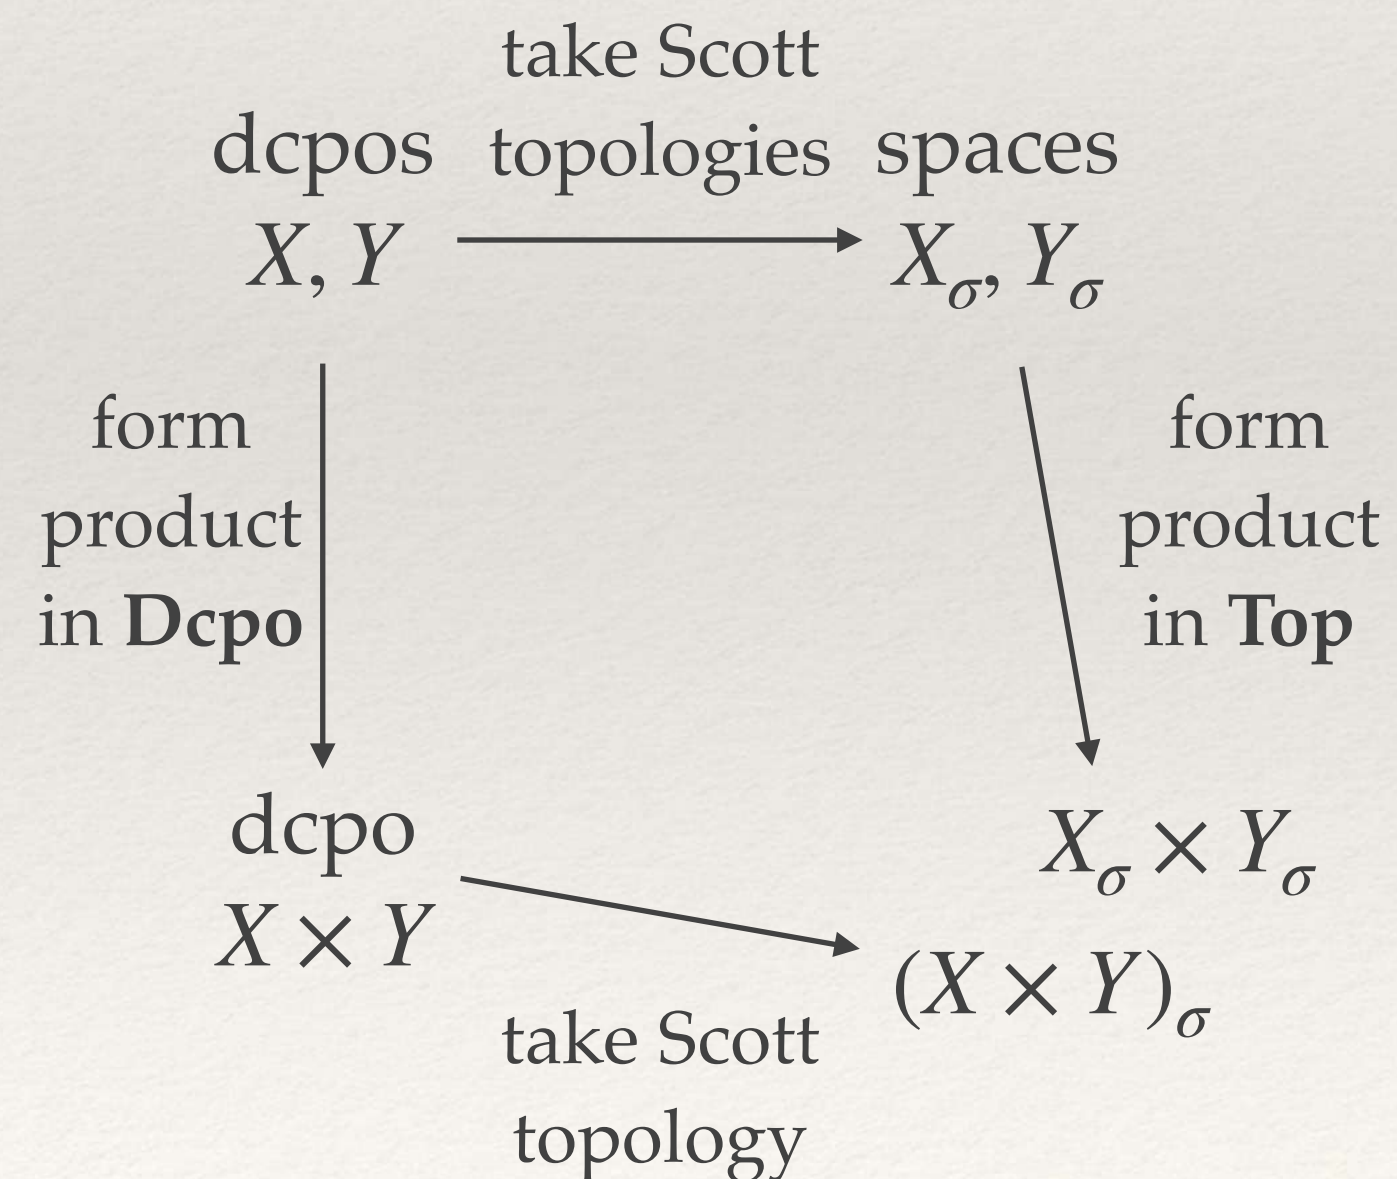 take Scott
topologies
dcpos
X, Y
spaces
X_σ, Y_σ
form
product
in Dcpo
form
product
in Top
dcpo
X × Y
X_σ × Y_σ
(X × Y)_σ
take Scott
topology